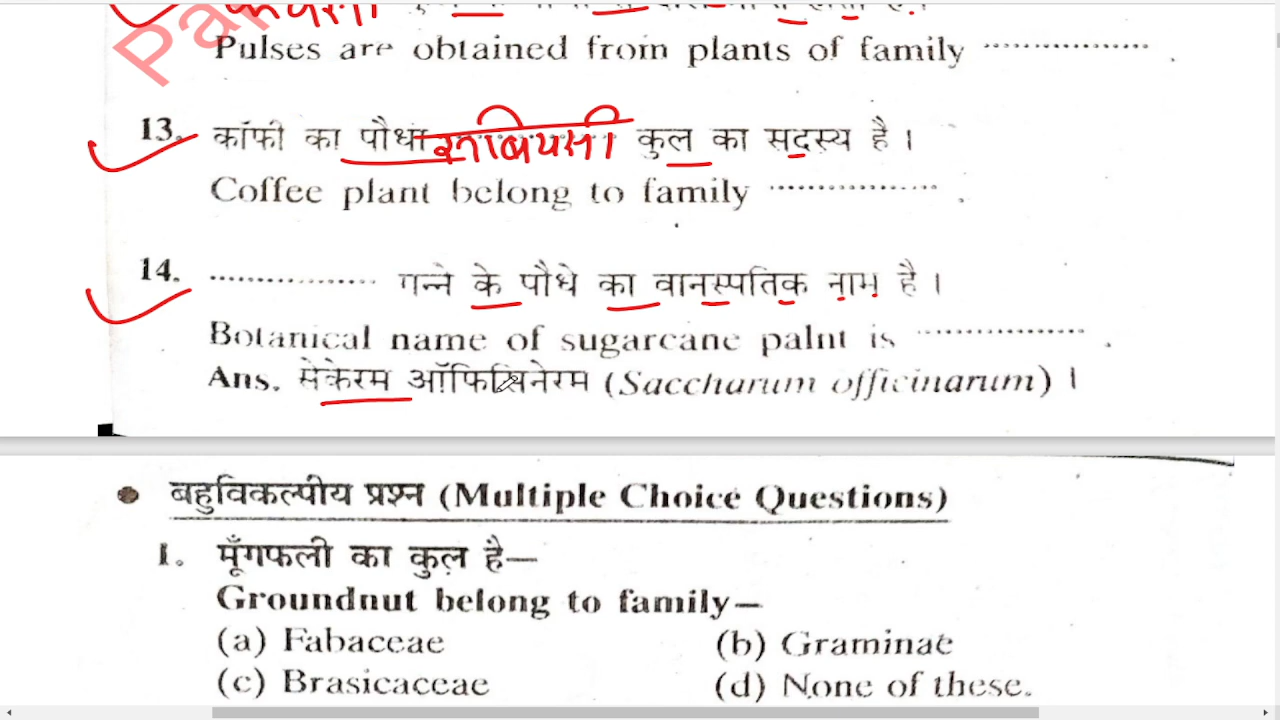 Pa
Pulses are obtained from plants of family .................. .
13. कॉफी का पौधा रूबियसी कुल का सदस्य है ।
Coffee plant belong to family .................. .
14. .................. गन्ने के पौधे का वानस्पतिक नाम है ।
Botanical name of sugarcane palnt is .................. .
Ans. सेकेरम ऑफिसिनेरम (Saccharum officinarum) ।
बहुविकल्पीय प्रश्न (Multiple Choice Questions)
1. मूँगफली का कुल है—
Groundnut belong to family—
(a) Fabaceae (b) Graminae
(c) Brasicaceae (d) None of these.